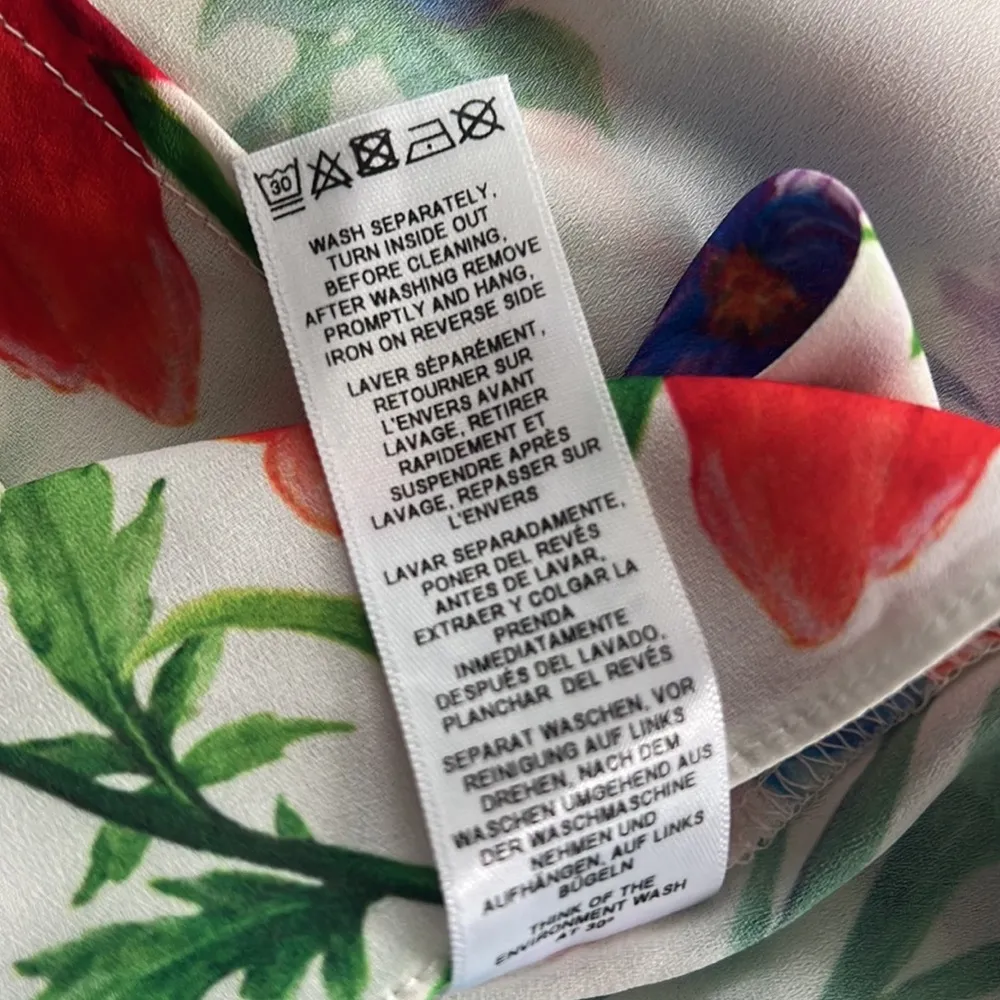 30
WASH SEPARATELY,
TURN INSIDE OUT
BEFORE CLEANING,
AFTER WASHING REMOVE
PROMPTLY AND HANG,
IRON ON REVERSE SIDE
LAVER SÉPARÉMENT,
RETOURNER SUR
L'ENVERS AVANT
LAVAGE, RETIRER
RAPIDEMENT ET
SUSPENDRE APRÈS
LAVAGE, REPASSER SUR
L'ENVERS
LAVAR SEPARADAMENTE,
PONER DEL REVÉS
ANTES DE LAVAR,
EXTRAER Y COLGAR LA
PRENDA
INMEDIATAMENTE
DESPUÉS DEL LAVADO,
PLANCHAR DEL REVÉS
SEPARAT WASCHEN, VOR
REINIGUNG AUF LINKS
DREHEN, NACH DEM
WASCHEN UMGEHEND AUS
DER WASCHMASCHINE
NEHMEN UND
AUFHÄNGEN, AUF LINKS
BÜGELN
THINK OF THE
ENVIRONMENT WASH
AT 30°